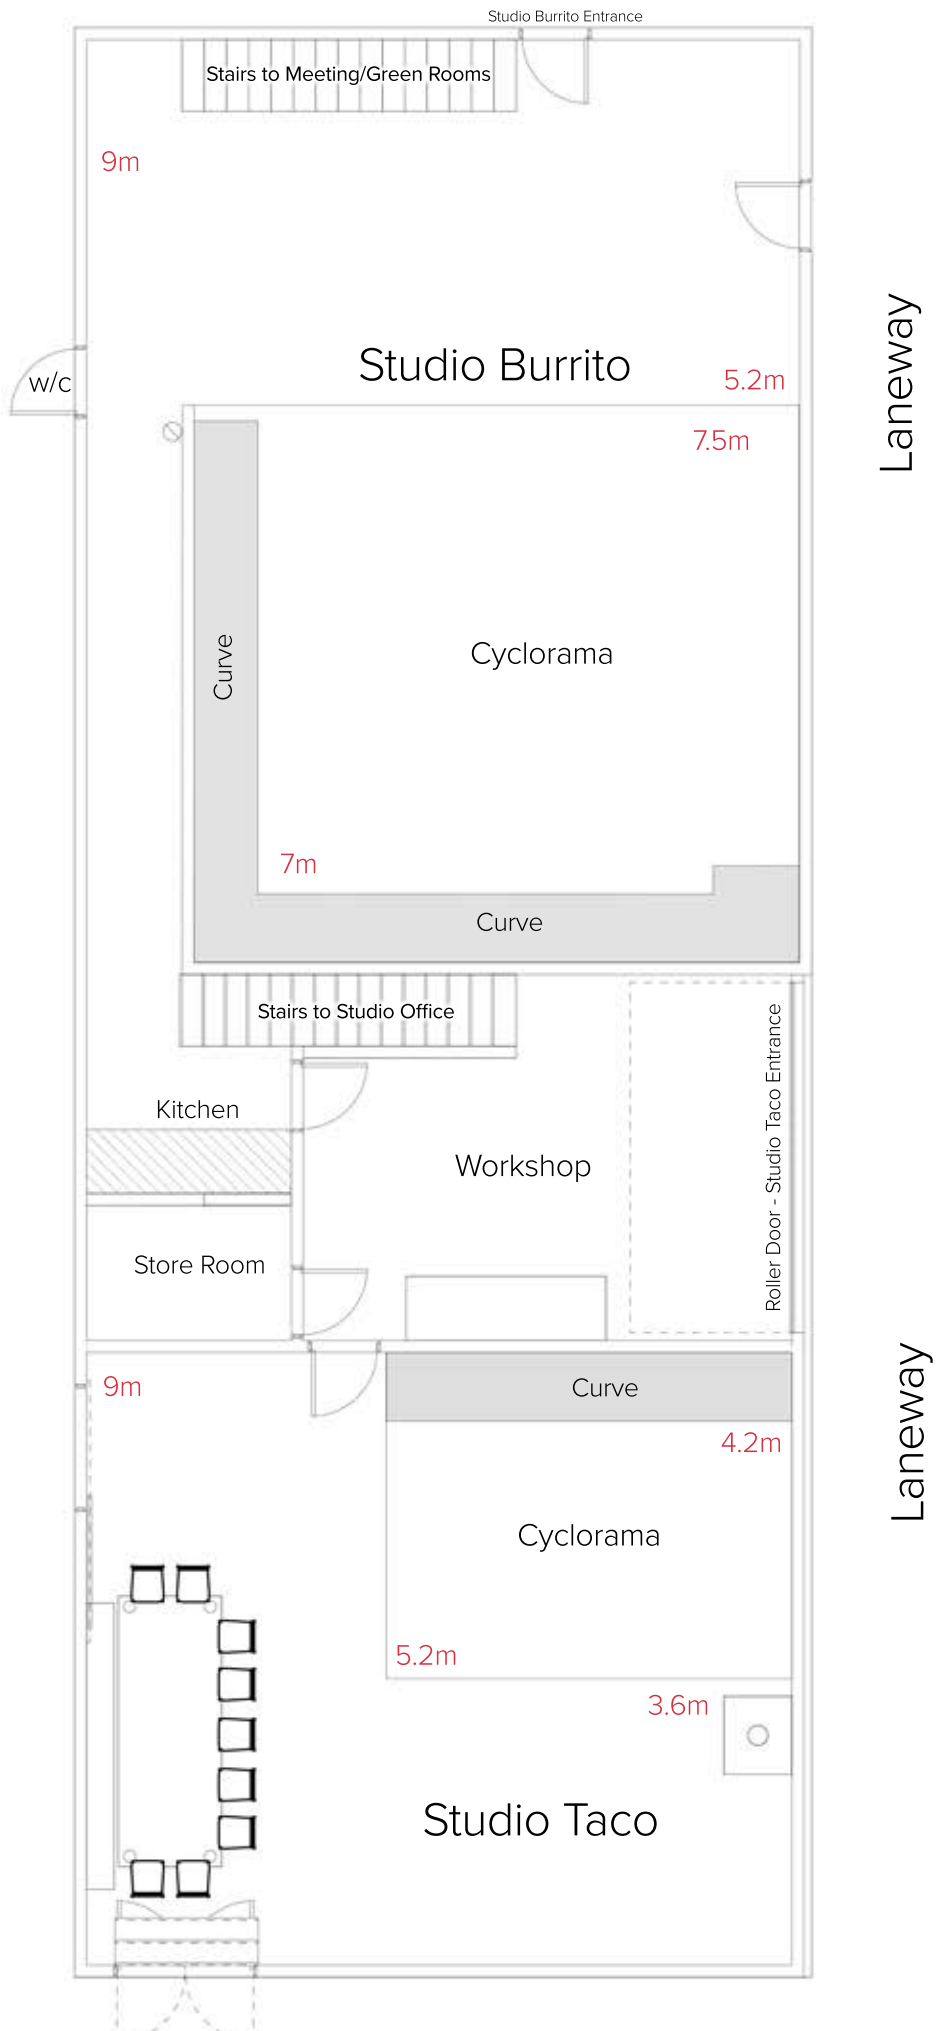 Studio Burrito Entrance
Stairs to Meeting/Green Rooms
9m
Laneway
Studio Burrito
w/c
5.2m
7.5m
Curve
Cyclorama
7m
Curve
Stairs to Studio Office
Roller Door - Studio Taco Entrance
Kitchen
Workshop
Store Room
Laneway
9m
Curve
4.2m
Cyclorama
5.2m
3.6m
Studio Taco